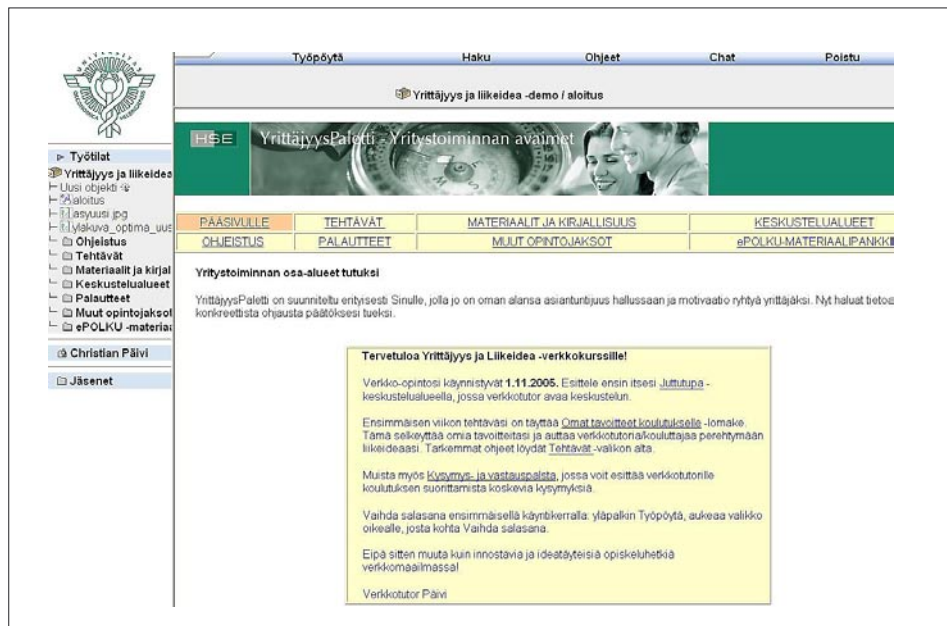 Työpöytä Haku Ohjeet Chat Poistu
Yrittäjyys ja liikeidea -demo / aloitus
HSE YrittäjyysPaletti - Yritystoiminnan avaimet
Työtilat
Yrittäjyys ja liikeidea
Uusi objekti
aloitus
asyuusi jpg
ylakuva_optima_uus
Ohjeistus
Tehtävät
Materiaalit ja kirjal
Keskustelualueet
Palautteet
Muut opintojaksot
ePOLKU -materiaa
Christian Päivi
Jäsenet
PÄÄSIVULLE TEHTÄVÄT MATERIAALIT JA KIRJALLISUUS KESKUSTELUALUEET
OHJEISTUS PALAUTTEET MUUT OPINTOJAKSOT ePOLKU-MATERIAALIPANKKI
Yritystoiminnan osa-alueet tutuksi
YrittäjyysPaletti on suunniteltu erityisesti Sinulle, jolla jo on oman alansa asiantuntijuus hallussaan ja motivaatio ryhtyä yrittäjäksi. Nyt haluat tietoa
konkreettista ohjausta päätöksesi tueksi.
Tervetuloa Yrittäjyys ja Liikeidea -verkkokurssille!
Verkko-opintosi käynnistyvät 1.11.2005. Esittele ensin itsesi Juttutupa -
keskustelualueella, jossa verkkotutor avaa keskustelun.
Ensimmäisen viikon tehtäväsi on täyttää Omat tavoitteet koulutukselle -lomake.
Tämä selkeyttää omia tavoitteitasi ja auttaa verkkotutoria/kouluttajaa perehtymään
liikeideaasi. Tarkemmat ohjeet löydät Tehtävät -valikon alta.
Muista myös Kysymys- ja vastauspalsta, jossa voit esittää verkkotutorille
koulutuksen suorittamista koskevia kysymyksiä.
Vaihda salasana ensimmäisellä käyntikerralla: yläpalkin Työpöytä, aukeaa valikko
oikealle, josta kohta Vaihda salasana.
Eipä sitten muuta kuin innostavia ja ideatäyteisiä opiskeluhetkiä
verkkomaailmassa!
Verkkotutor Päivi